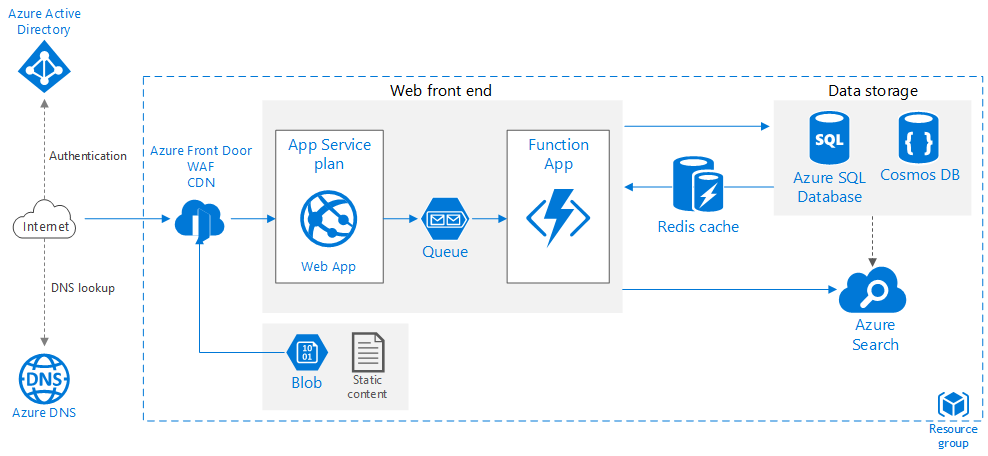 Azure Active
Directory
Authentication
Internet
DNS lookup
DNS
Azure DNS
Azure Front Door
WAF
CDN
Web front end
App Service
plan
Web App
Queue
Function
App
Blob
10
01
Static
content
Redis cache
Data storage
SQL
Azure SQL
Database
Cosmos DB
Azure
Search
Resource
group